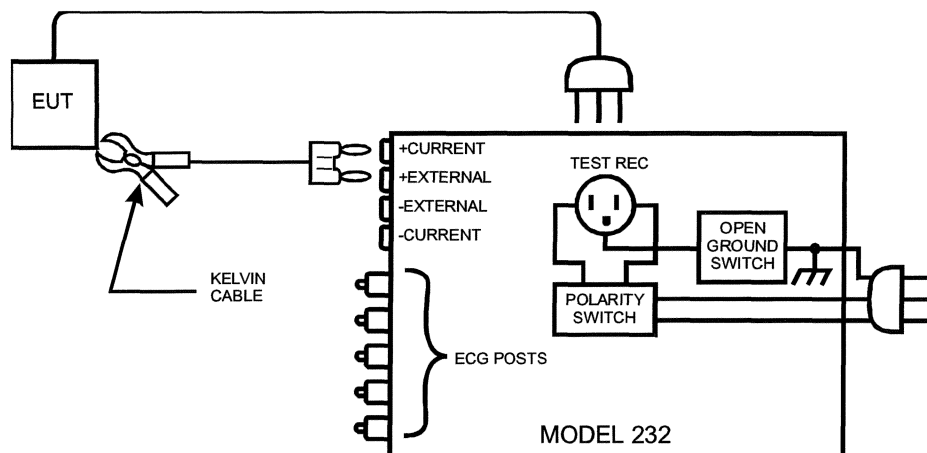 EUT
+CURRENT
+EXTERNAL
-EXTERNAL
-CURRENT
TEST REC
OPEN
GROUND
SWITCH
POLARITY
SWITCH
KELVIN
CABLE
ECG POSTS
MODEL 232